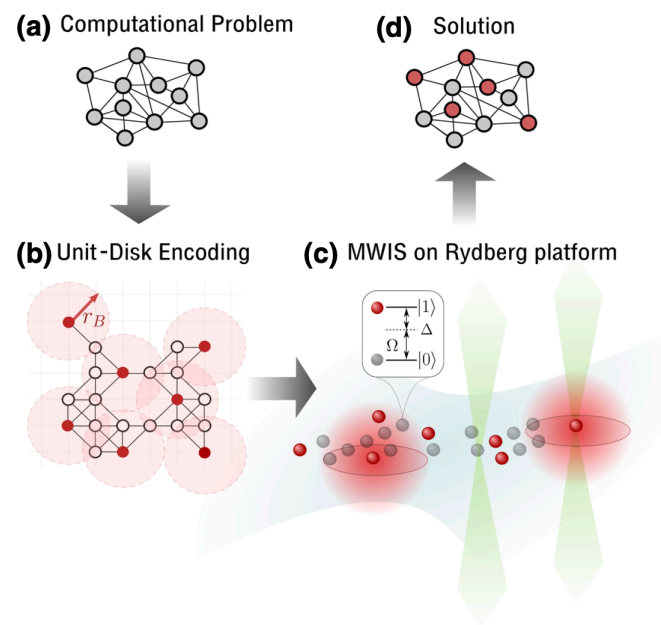 (a) Computational Problem
(d) Solution
(b) Unit-Disk Encoding
(c) MWIS on Rydberg platform
r_B
|1⟩
Δ
Ω
|0⟩